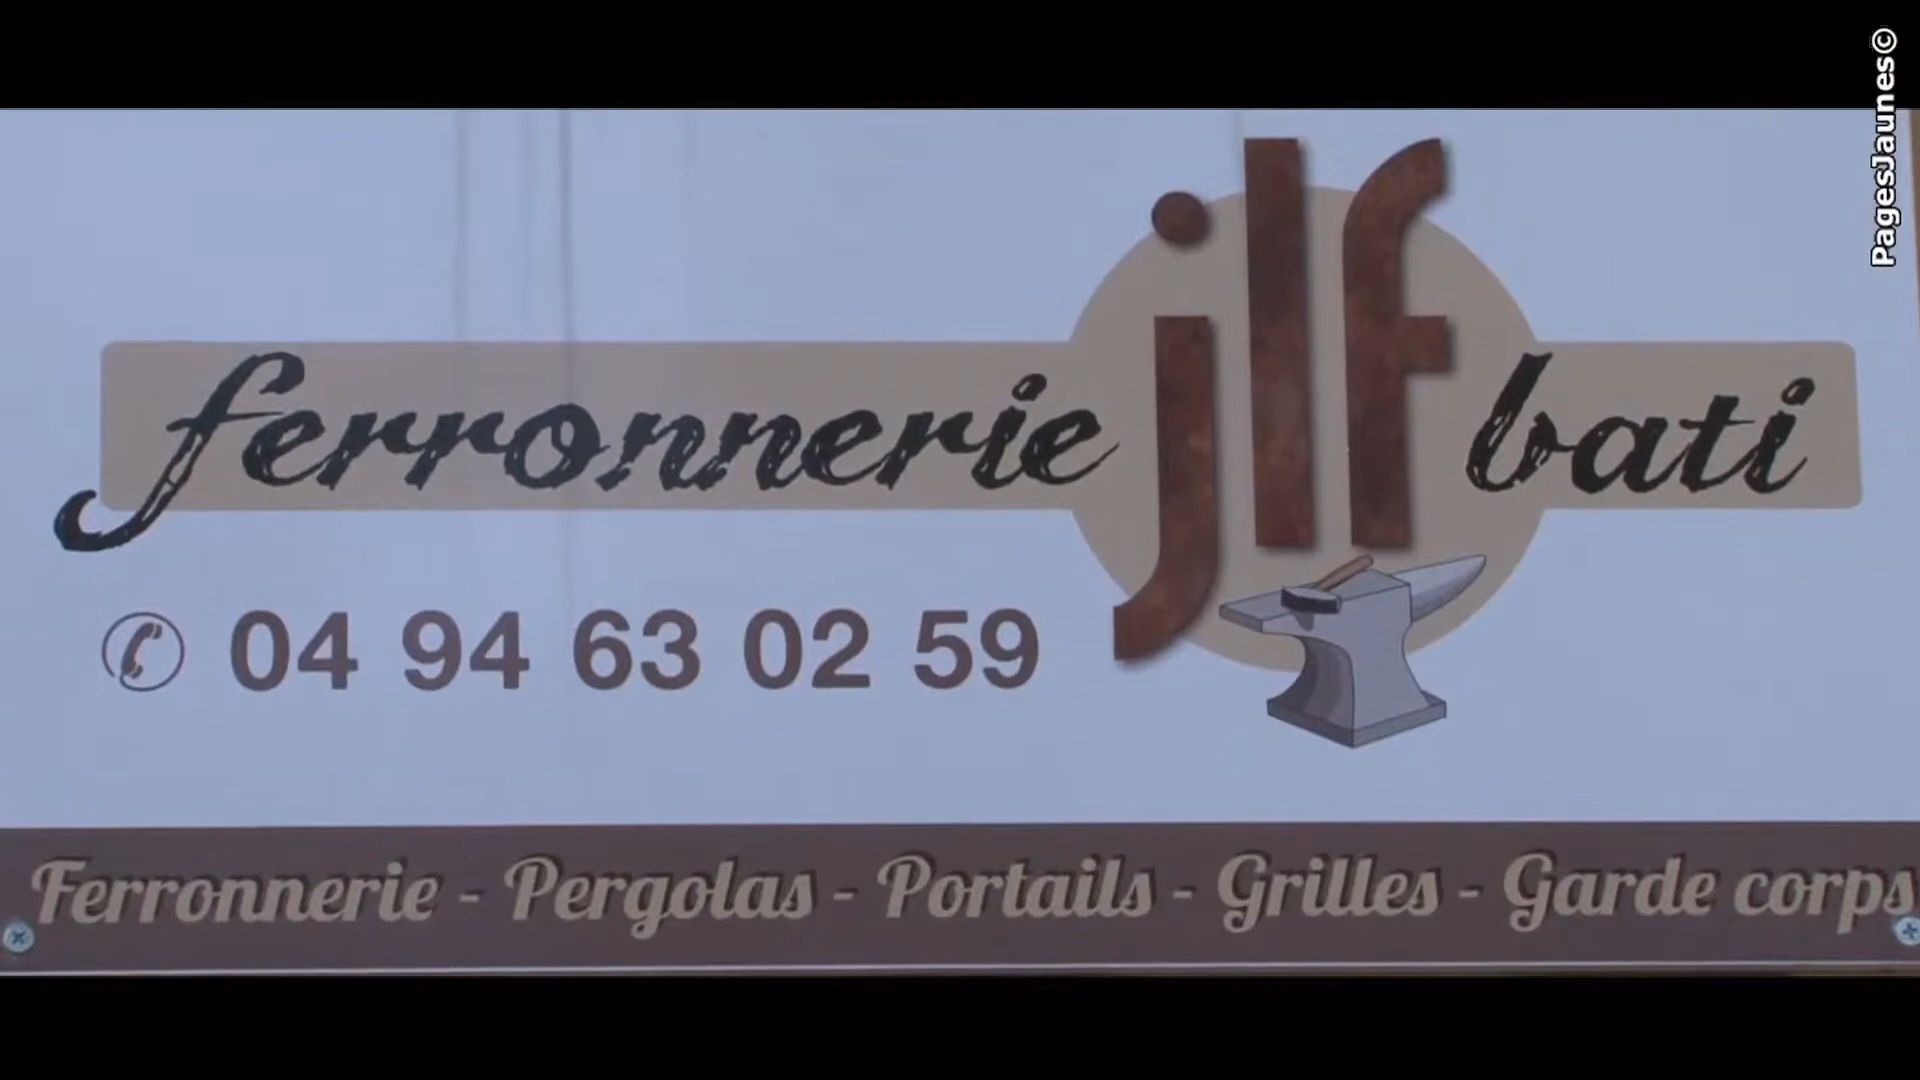 PagesJaunes©
ferronnerie jlf bati
04 94 63 02 59
Ferronnerie - Pergolas - Portails - Grilles - Garde corps